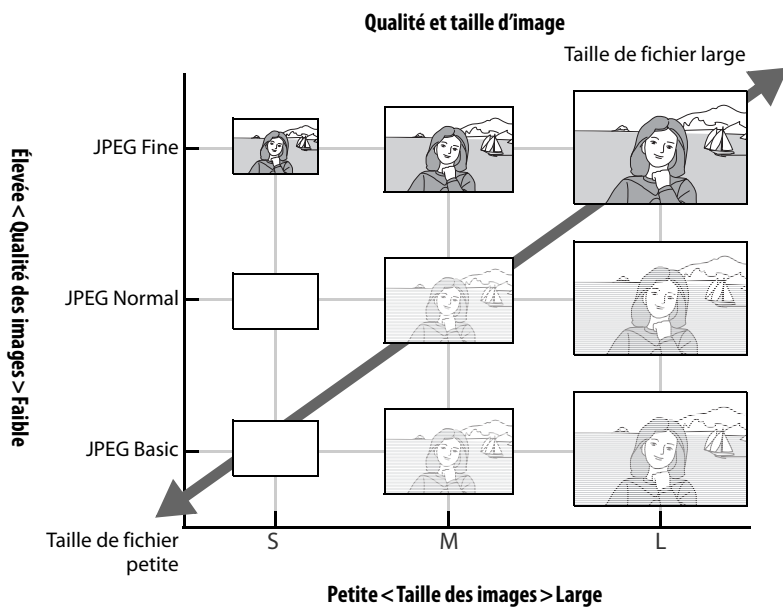 Qualité et taille d'image
Taille de fichier large
JPEG Fine
JPEG Normal
JPEG Basic
Élevée < Qualité des images > Faible
Taille de fichier
petite
S M L
Petite < Taille des images > Large